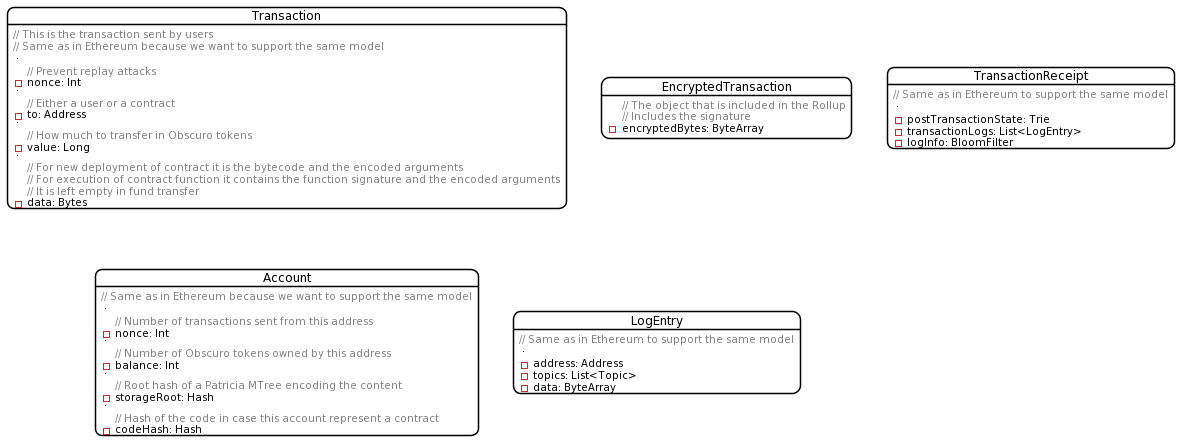 Transaction
// This is the transaction sent by users
// Same as in Ethereum because we want to support the same model
.
// Prevent replay attacks
nonce: Int
.
// Either a user or a contract
to: Address
.
// How much to transfer in Obscuro tokens
value: Long
.
// For new deployment of contract it is the bytecode and the encoded arguments
// For execution of contract function it contains the function signature and the encoded arguments
// It is left empty in fund transfer
data: Bytes
EncryptedTransaction
// The object that is included in the Rollup
// Includes the signature
encryptedBytes: ByteArray
TransactionReceipt
// Same as in Ethereum to support the same model
.
postTransactionState: Trie
transactionLogs: List<LogEntry>
logInfo: BloomFilter
Account
// Same as in Ethereum because we want to support the same model
.
// Number of transactions sent from this address
nonce: Int
.
// Number of Obscuro tokens owned by this address
balance: Int
.
// Root hash of a Patricia MTree encoding the content
storageRoot: Hash
.
// Hash of the code in case this account represent a contract
codeHash: Hash
LogEntry
// Same as in Ethereum to support the same model
.
address: Address
topics: List<Topic>
data: ByteArray